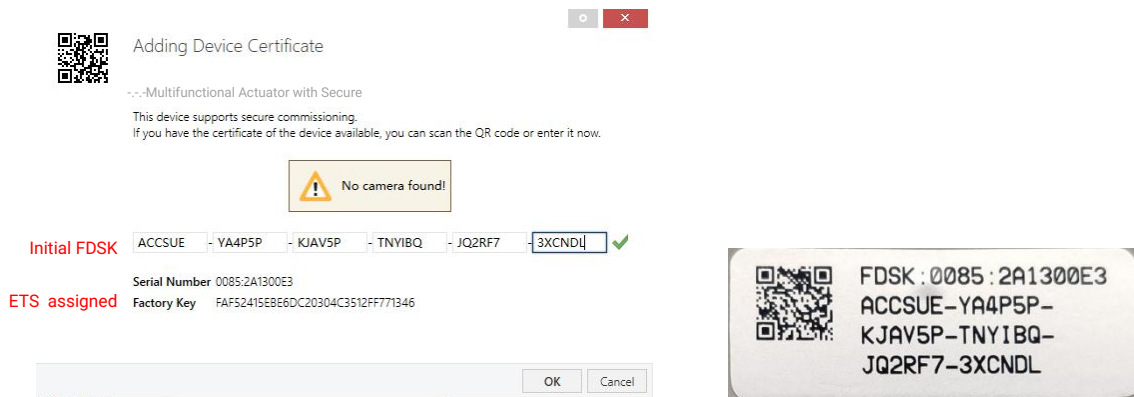 Adding Device Certificate
-.-.-Multifunctional Actuator with Secure
This device supports secure commissioning.
If you have the certificate of the device available, you can scan the QR code or enter it now.
No camera found!
Initial FDSK
ACCSUE - YA4P5P - KJAV5P - TNYIBQ - JQ2RF7 - 3XCNDL
Serial Number 0085:2A1300E3
ETS assigned
Factory Key FAF52415EBE6DC20304C3512FF771346
OK Cancel
FDSK:0085:2A1300E3
ACCSUE-YA4P5P-
KJAV5P-TNYIBQ-
JQ2RF7-3XCNDL